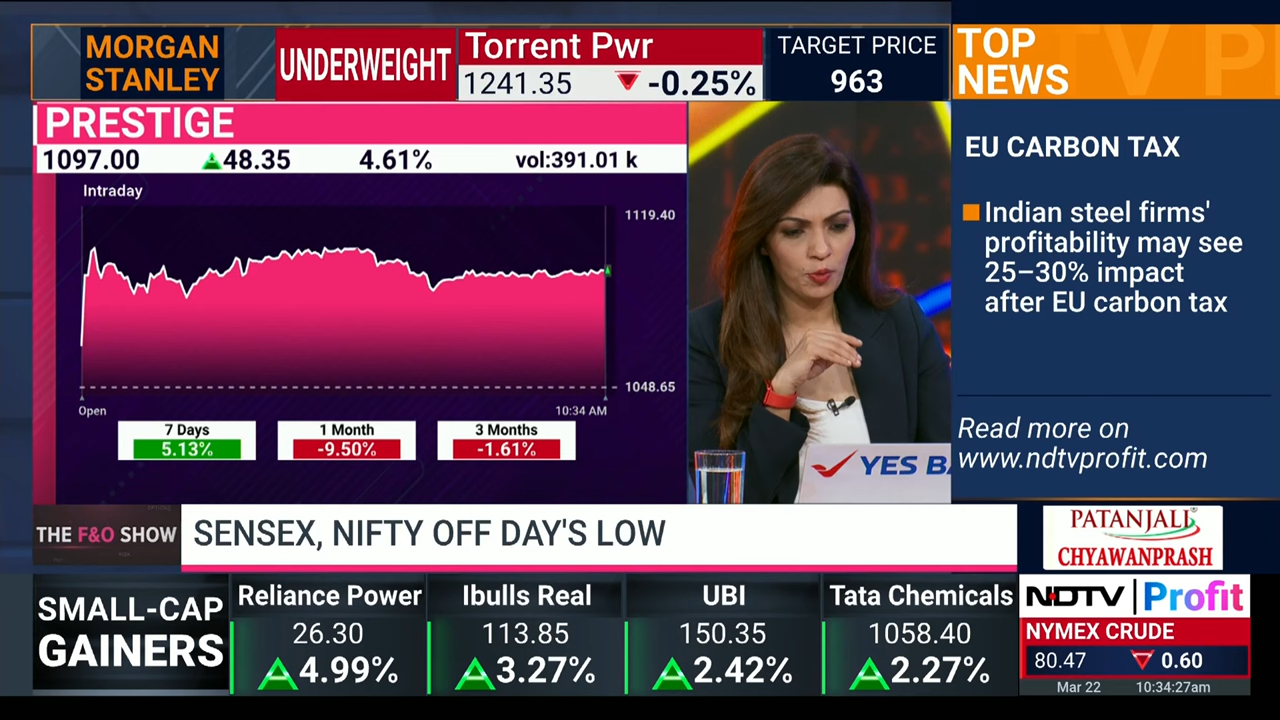 MORGAN
STANLEY
UNDERWEIGHT
Torrent Pwr
1241.35 -0.25%
TARGET PRICE
963
TOP
NEWS
PRESTIGE
1097.00 48.35 4.61% vol:391.01 k
Intraday
1119.40
1048.65
Open
10:34 AM
7 Days
5.13%
1 Month
-9.50%
3 Months
-1.61%
EU CARBON TAX
Indian steel firms'
profitability may see
25–30% impact
after EU carbon tax
Read more on
www.ndtvprofit.com
YES BA
THE F&O SHOW
SENSEX, NIFTY OFF DAY'S LOW
PATANJALI
CHYAWANPRASH
SMALL-CAP
GAINERS
Reliance Power
26.30
4.99%
Ibulls Real
113.85
3.27%
UBI
150.35
2.42%
Tata Chemicals
1058.40
2.27%
NDTV Profit
NYMEX CRUDE
80.47 0.60
Mar 22 10:34:27am